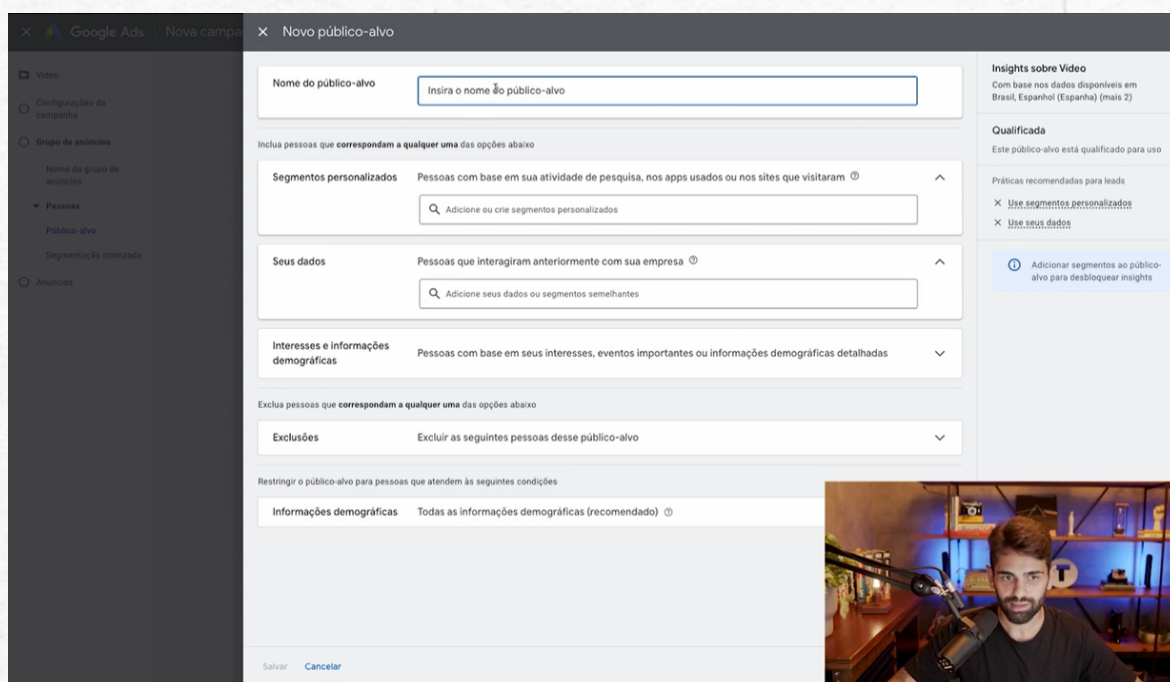 Google Ads
Nova campa
Novo público-alvo
Vídeo
Configurações da
campanha
Grupo de anúncios
Nome do grupo de
anúncios
Pessoas
Público-alvo
Segmentação otimizada
Anúncios
Nome do público-alvo
Insira o nome do público-alvo
Inclua pessoas que correspondam a qualquer uma das opções abaixo
Segmentos personalizados
Pessoas com base em sua atividade de pesquisa, nos apps usados ou nos sites que visitaram
Adicione ou crie segmentos personalizados
Seus dados
Pessoas que interagiram anteriormente com sua empresa
Adicione seus dados ou segmentos semelhantes
Interesses e informações
demográficas
Pessoas com base em seus interesses, eventos importantes ou informações demográficas detalhadas
Exclua pessoas que correspondam a qualquer uma das opções abaixo
Exclusões
Excluir as seguintes pessoas desse público-alvo
Restringir o público-alvo para pessoas que atendem às seguintes condições
Informações demográficas
Todas as informações demográficas (recomendado)
Salvar
Cancelar
Insights sobre Vídeo
Com base nos dados disponíveis em
Brasil, Espanhol (Espanha) (mais 2)
Qualificada
Este público-alvo está qualificado para uso
Práticas recomendadas para leads
Use segmentos personalizados
Use seus dados
Adicionar segmentos ao público-
alvo para desbloquear insights
T